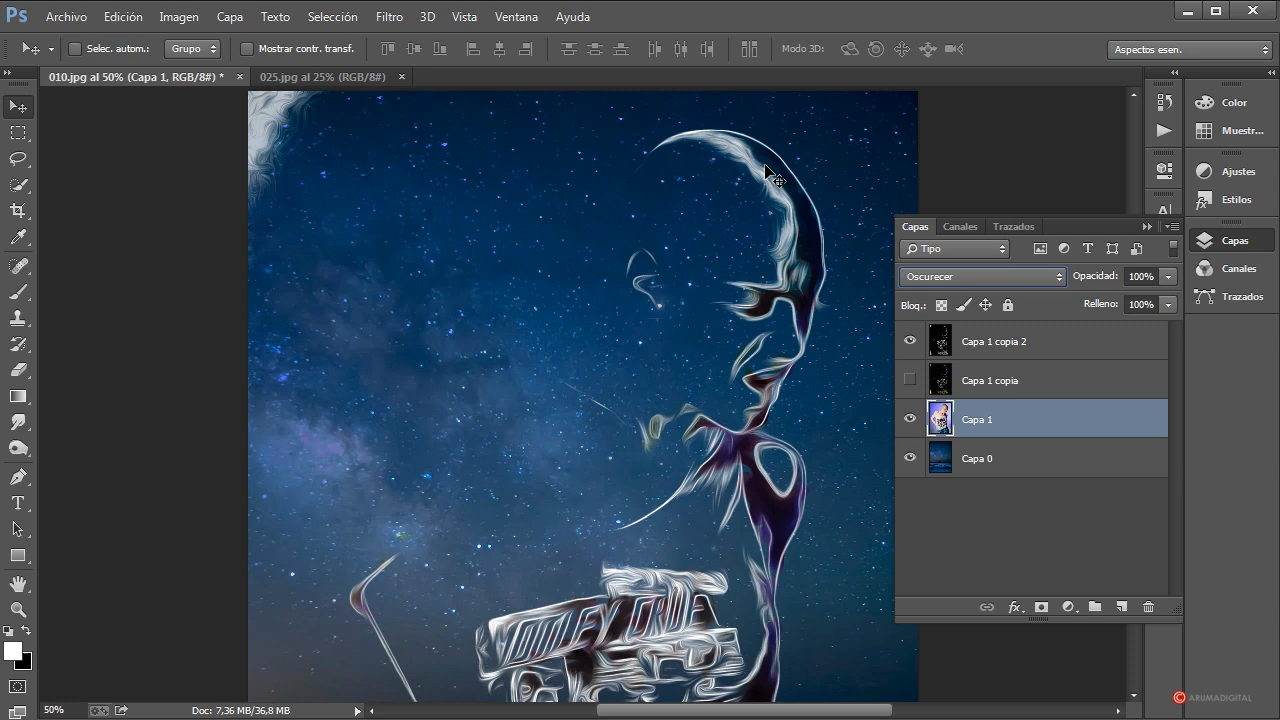 Ps Archivo Edición Imagen Capa Texto Selección Filtro 3D Vista Ventana Ayuda
Selec. autom.: Grupo Mostrar contr. transf. Modo 3D: Aspectos esen.
010.jpg al 50% (Capa 1, RGB/8#) * × 025.jpg al 25% (RGB/8#) ×
Color
Muestr...
Ajustes
Estilos
Capas
Canales
Trazados
Capas Canales Trazados
Tipo
Oscurecer Opacidad: 100%
Bloq.: Relleno: 100%
Capa 1 copia 2
Capa 1 copia
Capa 1
Capa 0
fx
50% Doc: 7,36 MB/36,8 MB
© ARUMADIGITAL